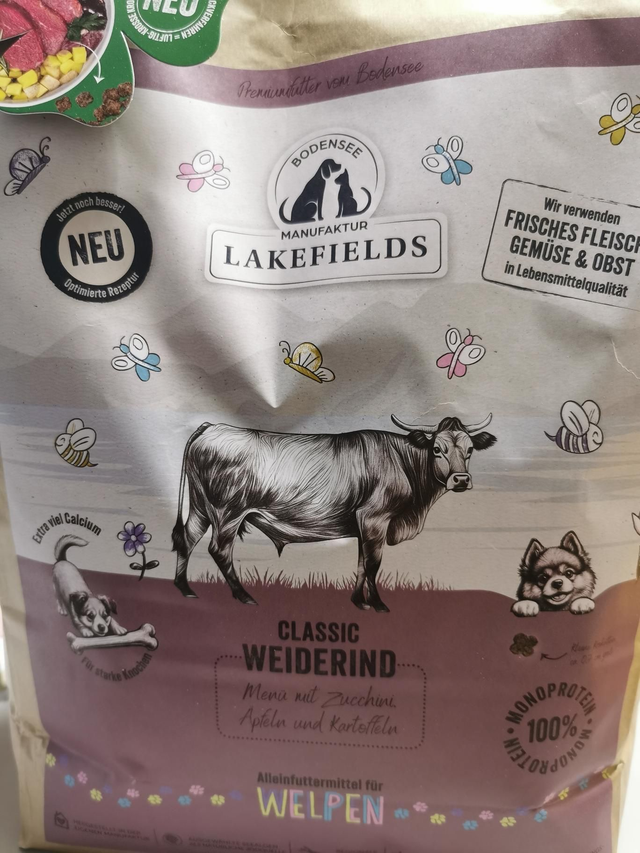 NEU
Premiumfutter vom Bodensee
BODENSEE
MANUFAKTUR
LAKEFIELDS
Jetzt noch besser!
NEU
Optimierte Rezeptur
Wir verwenden
FRISCHES FLEISCH
GEMÜSE & OBST
in Lebensmittelqualität
Extra viel Calcium
für starke Knochen
CLASSIC
WEIDERIND
Menü mit Zucchini,
Äpfeln und Kartoffeln
MONOPROTEIN • MONOPROTEIN •
100%
Alleinfuttermittel für
WELPEN